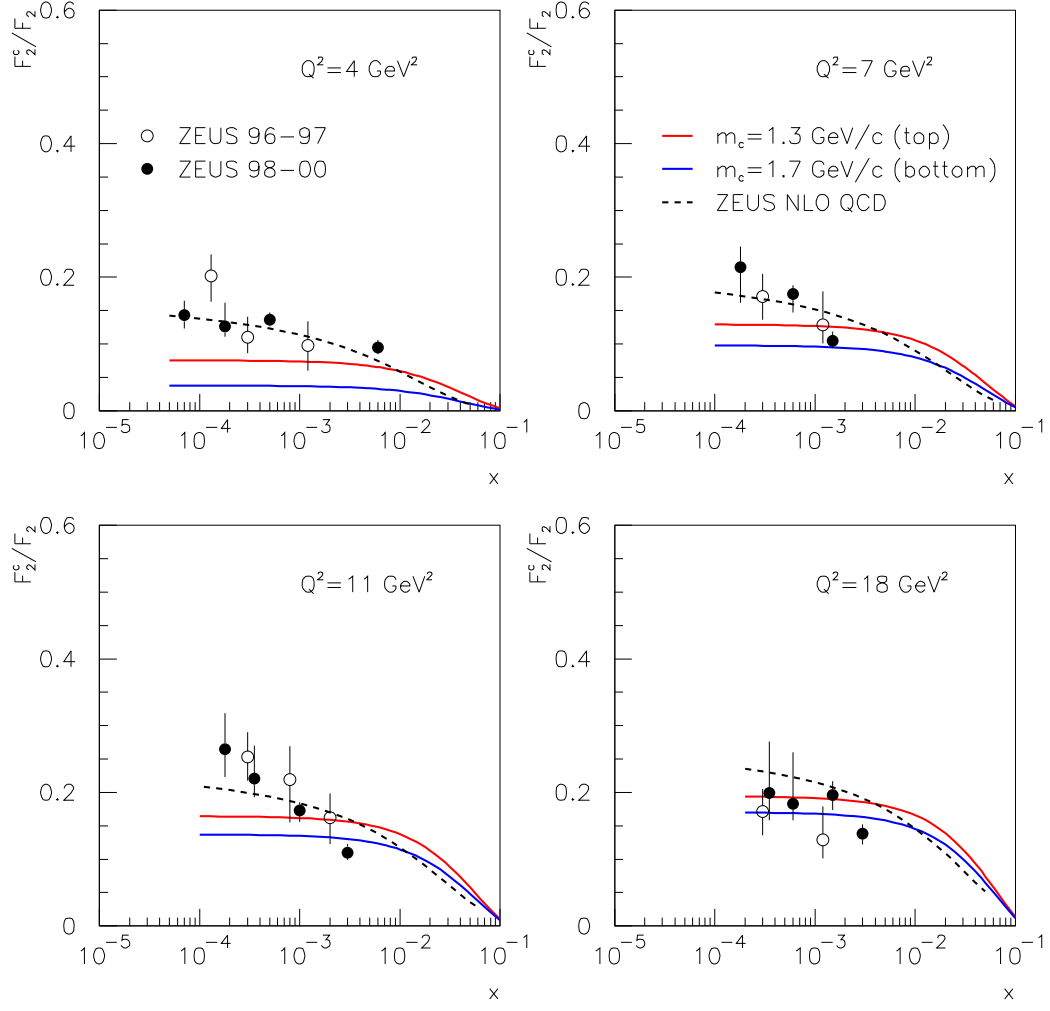 F₂ᶜ/F₂
0.6
0.4
0.2
0
Q²=4 GeV²
ZEUS 96−97
ZEUS 98−00
10⁻⁵ 10⁻⁴ 10⁻³ 10⁻² 10⁻¹
x
F₂ᶜ/F₂
0.6
0.4
0.2
0
Q²=7 GeV²
m_c=1.3 GeV/c (top)
m_c=1.7 GeV/c (bottom)
ZEUS NLO QCD
10⁻⁵ 10⁻⁴ 10⁻³ 10⁻² 10⁻¹
x
F₂ᶜ/F₂
0.6
0.4
0.2
0
Q²=11 GeV²
10⁻⁵ 10⁻⁴ 10⁻³ 10⁻² 10⁻¹
x
F₂ᶜ/F₂
0.6
0.4
0.2
0
Q²=18 GeV²
10⁻⁵ 10⁻⁴ 10⁻³ 10⁻² 10⁻¹
x